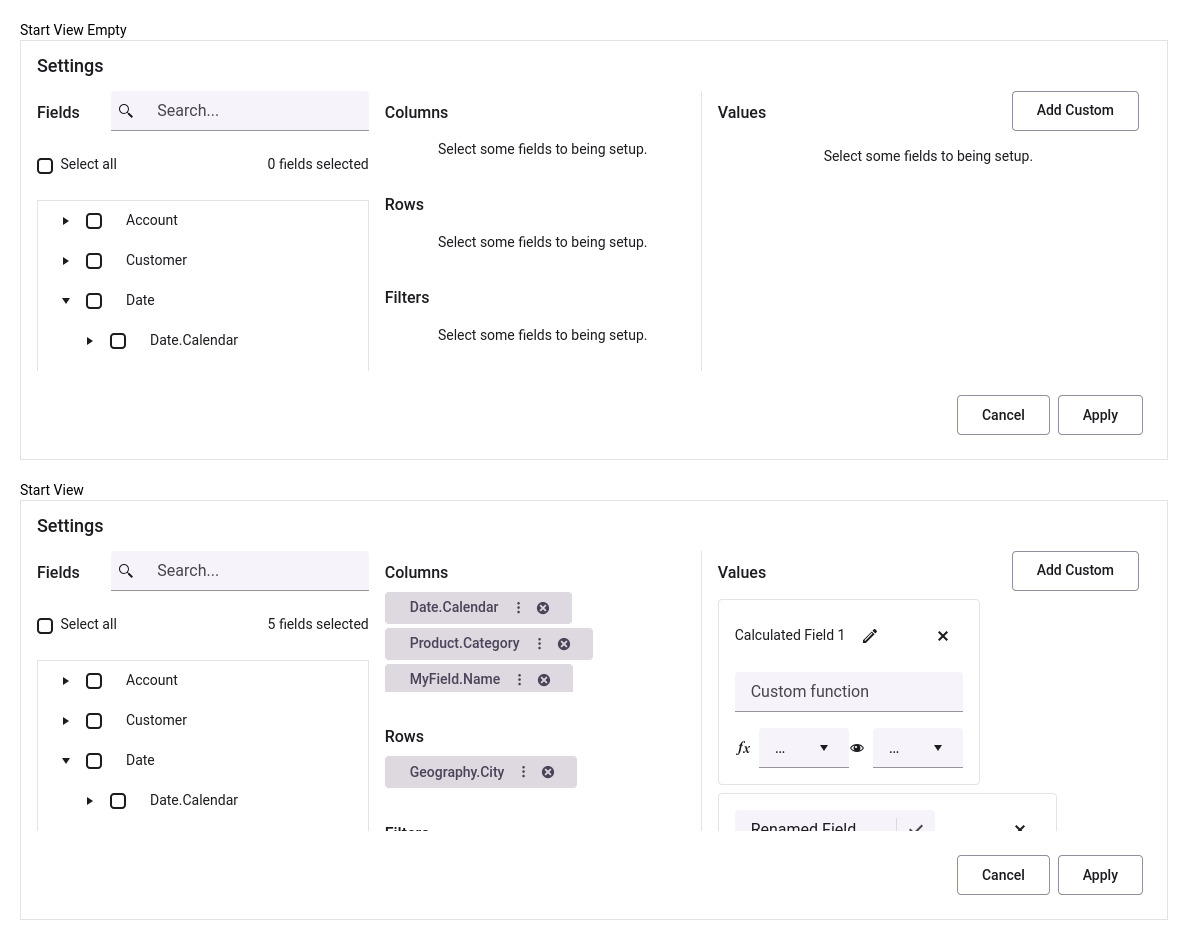 Start View Empty
Settings
Fields
Search...
Select all
0 fields selected
Account
Customer
Date
Date.Calendar
Columns
Select some fields to being setup.
Rows
Select some fields to being setup.
Filters
Select some fields to being setup.
Values
Add Custom
Select some fields to being setup.
Cancel
Apply
Start View
Settings
Fields
Search...
Select all
5 fields selected
Account
Customer
Date
Date.Calendar
Columns
Date.Calendar
Product.Category
MyField.Name
Rows
Geography.City
Filters
Values
Add Custom
Calculated Field 1
Custom function
fx
...
...
Renamed Field
Cancel
Apply